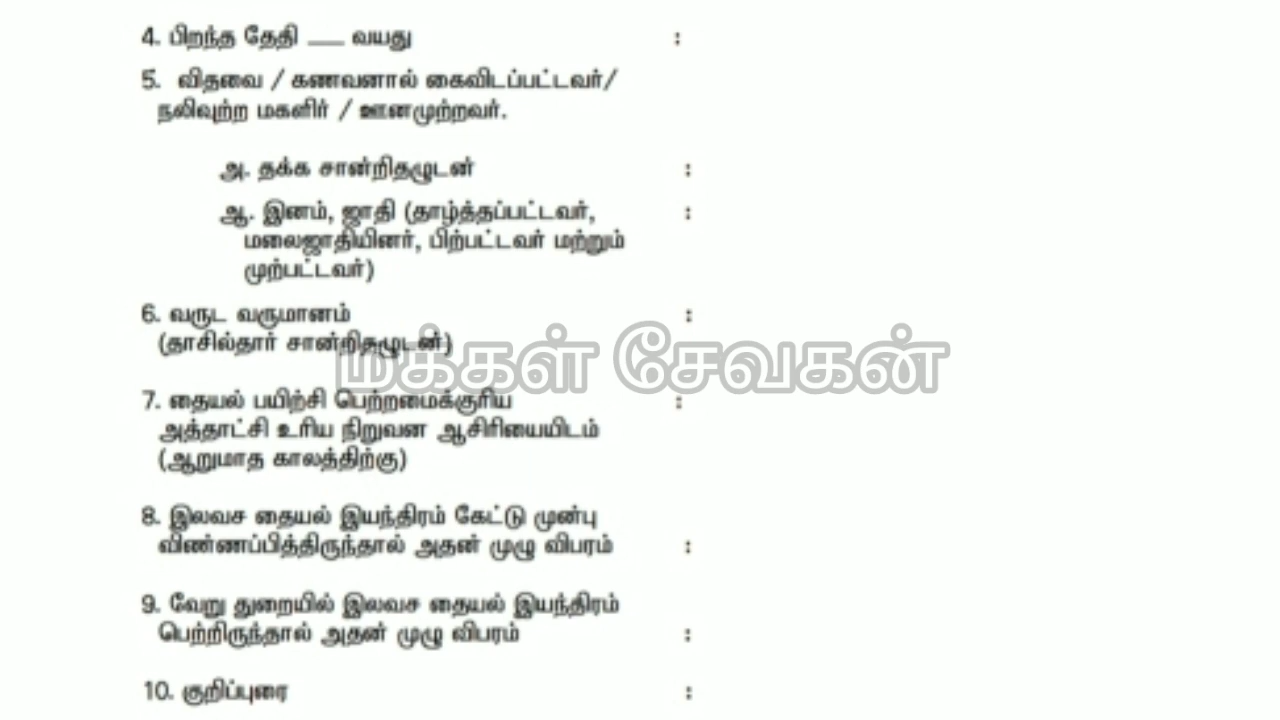 4. பிறந்த தேதி ___ வயது :
5. விதவை / கணவனால் கைவிடப்பட்டவர்/
நலிவுற்ற மகளிர் / ஊனமுற்றவர்.
அ. தக்க சான்றிதழுடன் :
ஆ. இனம், ஜாதி (தாழ்த்தப்பட்டவர், :
மலைஜாதியினர், பிற்பட்டவர் மற்றும்
முற்பட்டவர்)
6. வருட வருமானம் :
(தாசில்தார் சான்றிதழுடன்)
மக்கள் சேவகன்
7. தையல் பயிற்சி பெற்றமைக்குரிய :
அத்தாட்சி உரிய நிறுவன ஆசிரியையிடம்
(ஆறுமாத காலத்திற்கு)
8. இலவச தையல் இயந்திரம் கேட்டு முன்பு
விண்ணப்பித்திருந்தால் அதன் முழு விபரம் :
9. வேறு துறையில் இலவச தையல் இயந்திரம்
பெற்றிருந்தால் அதன் முழு விபரம் :
10. குறிப்புரை :